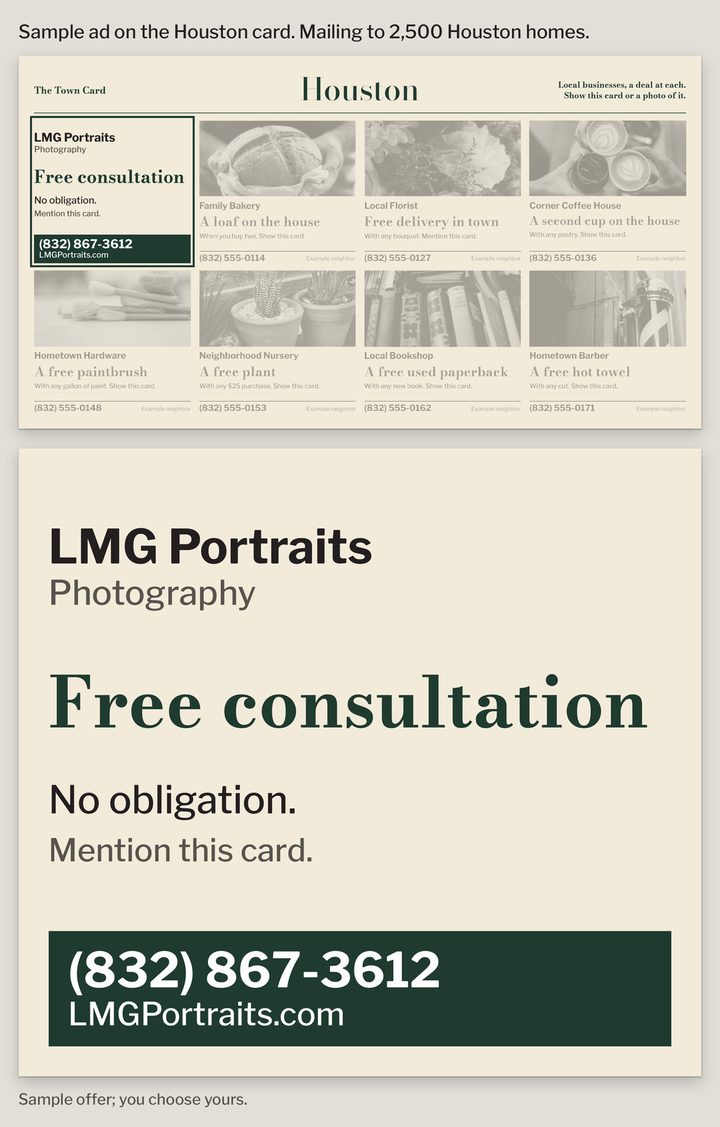 Sample ad on the Houston card. Mailing to 2,500 Houston homes.
The Town Card
Houston
Local businesses, a deal at each.
Show this card or a photo of it.
LMG Portraits
Photography
Free consultation
No obligation.
Mention this card.
(832) 867-3612
LMGPortraits.com
Family Bakery
A loaf on the house
When you buy two. Show this card.
(832) 555-0114
Example neighbor
Local Florist
Free delivery in town
With any bouquet. Mention this card.
(832) 555-0127
Example neighbor
Corner Coffee House
A second cup on the house
With any pastry. Show this card.
(832) 555-0136
Example neighbor
Hometown Hardware
A free paintbrush
With any gallon of paint. Show this card.
(832) 555-0148
Example neighbor
Neighborhood Nursery
A free plant
With any $25 purchase. Show this card.
(832) 555-0153
Example neighbor
Local Bookshop
A free used paperback
With any new book. Show this card.
(832) 555-0162
Example neighbor
Hometown Barber
A free hot towel
With any cut. Show this card.
(832) 555-0171
Example neighbor
LMG Portraits
Photography
Free consultation
No obligation.
Mention this card.
(832) 867-3612
LMGPortraits.com
Sample offer; you choose yours.